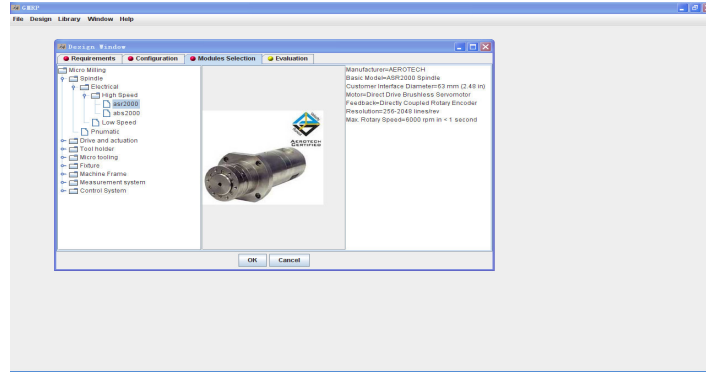 GMRP
File Design Library Window Help
Design Window
Requirements Configuration Modules Selection Evaluation
Micro Milling
Spindle
Electrical
High Speed
asr2000
abs2000
Low Speed
Pnumatic
Drive and actuation
Tool holder
Micro tooling
Fixture
Machine Frame
Measurement system
Control System
AEROTECH
CERTIFIED
Manufacturer=AEROTECH
Basic Model=ASR2000 Spindle
Customer Interface Diameter=63 mm (2.48 in)
Motor=Direct Drive Brushless Servomotor
Feedback=Directly Coupled Rotary Encoder
Resolution=256-2048 lines/rev
Max. Rotary Speed=6000 rpm in < 1 second
OK Cancel